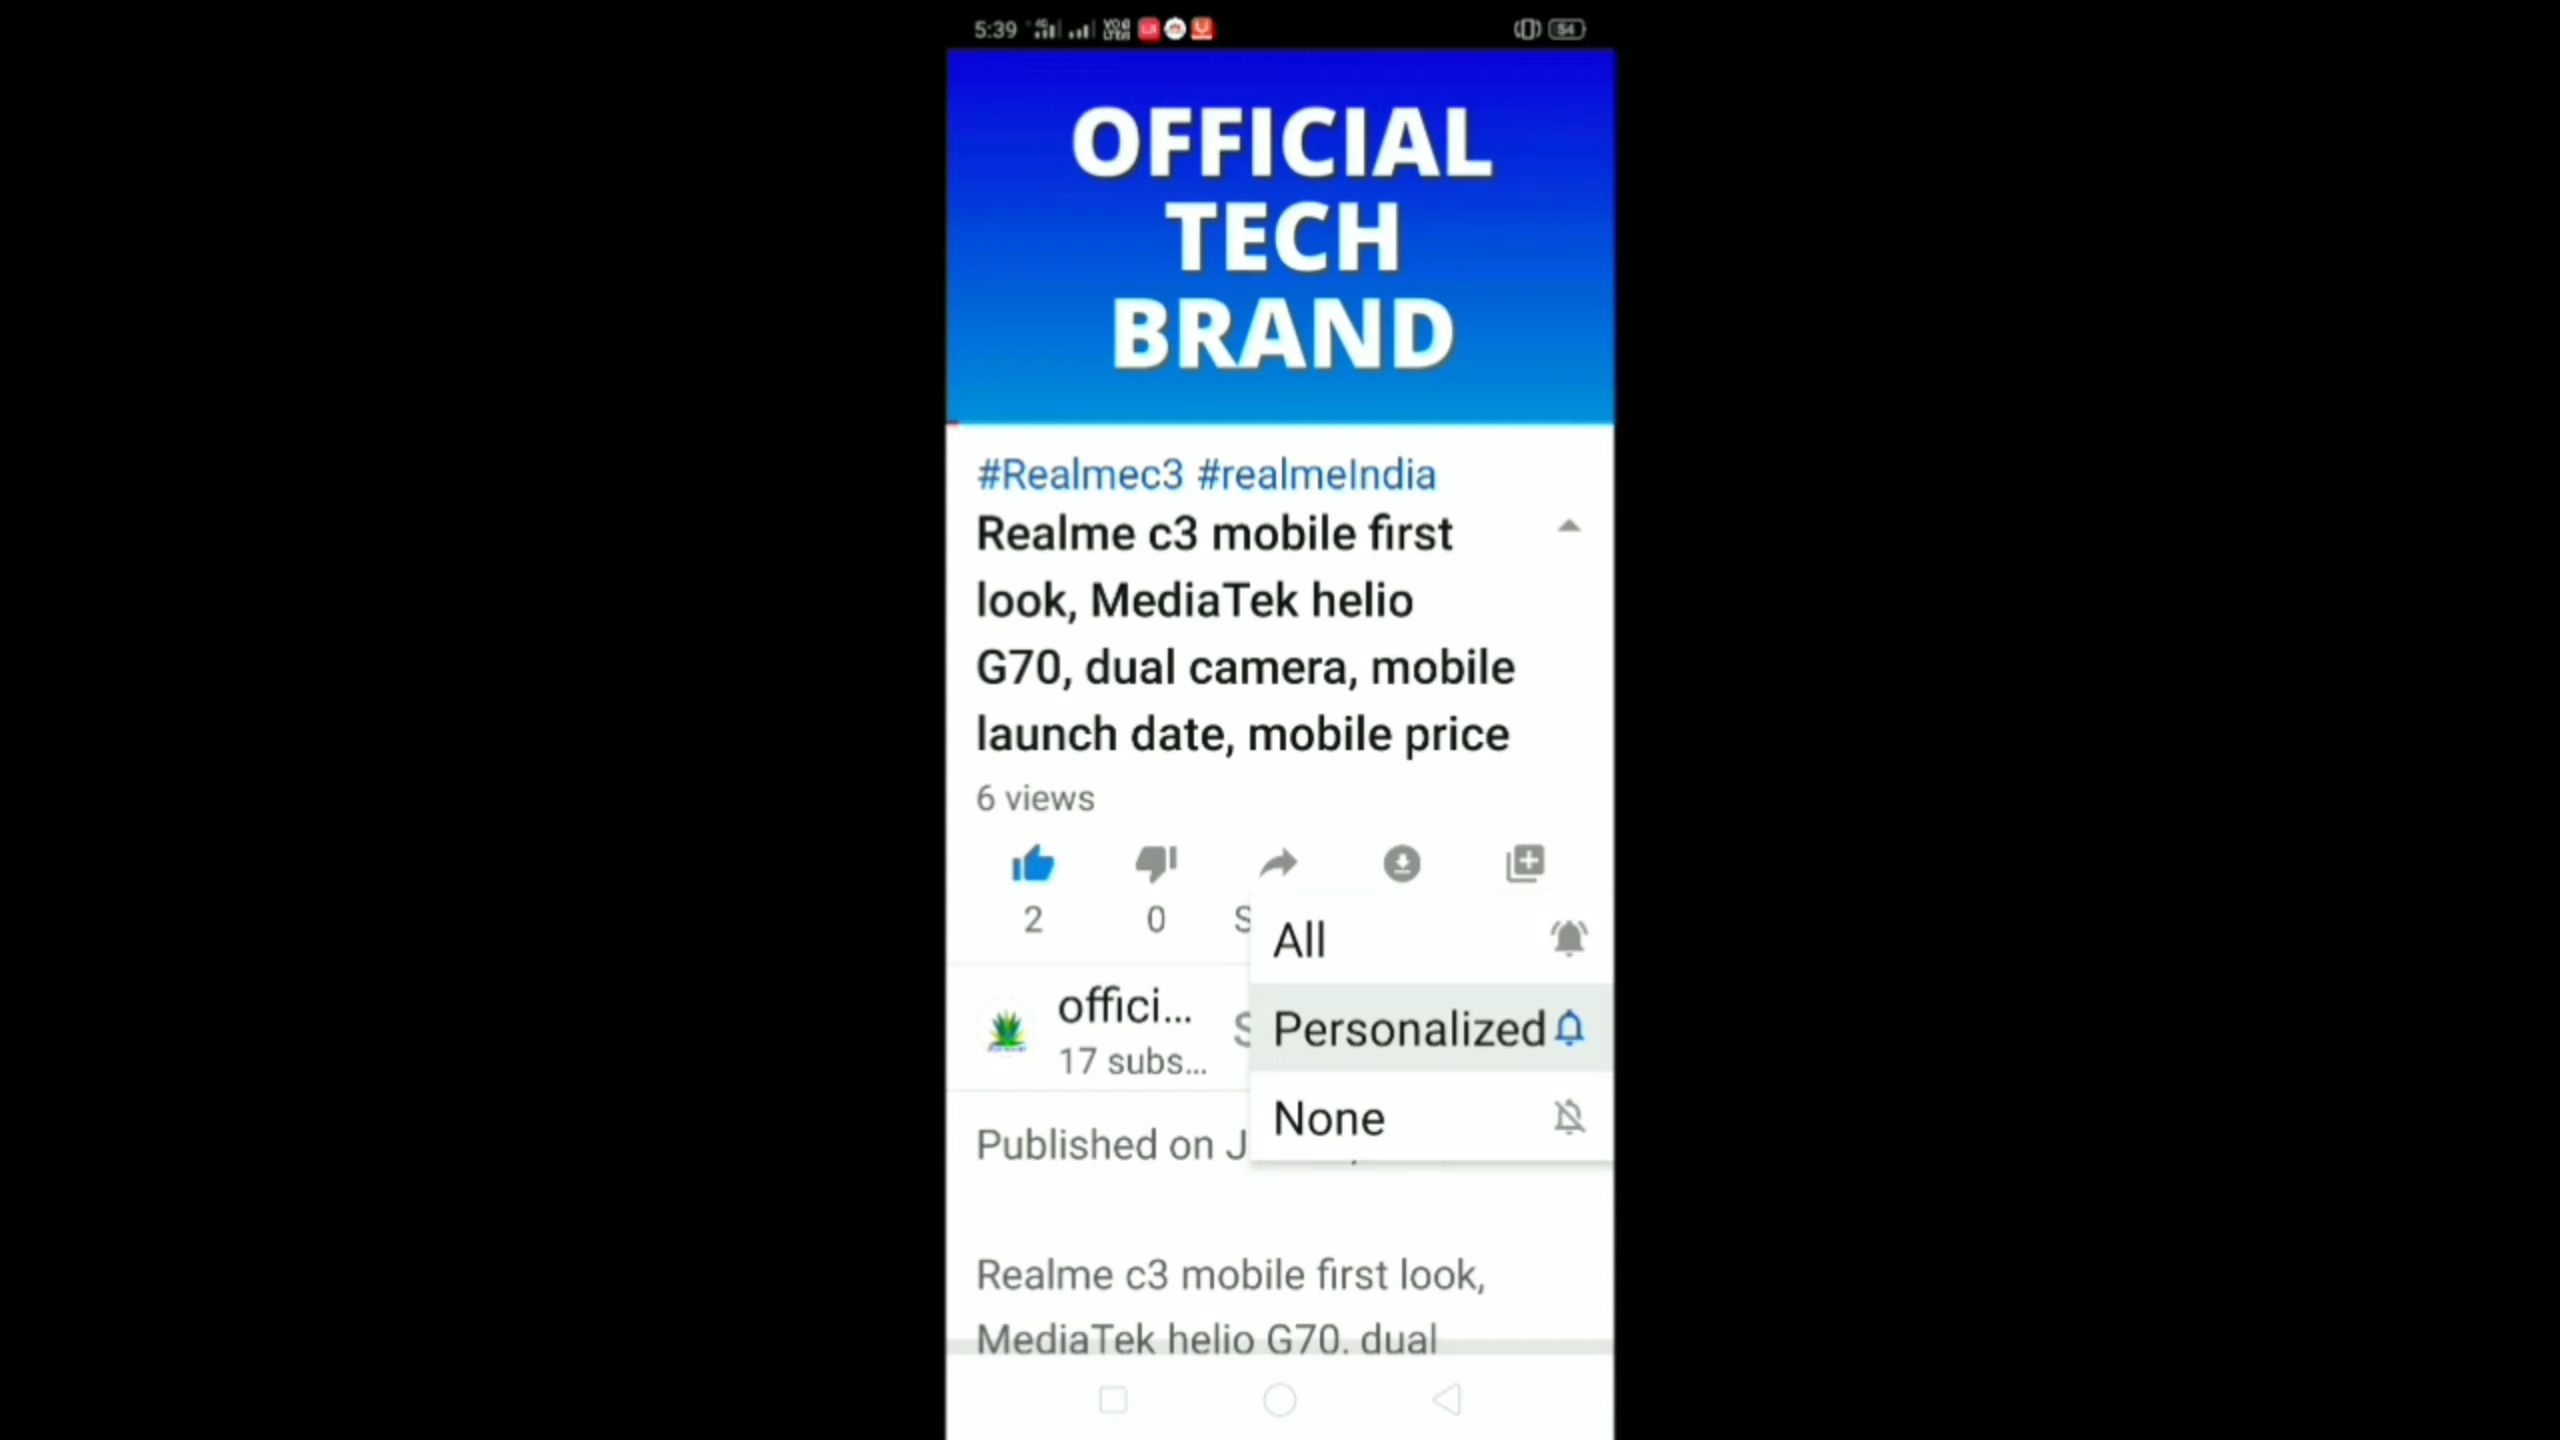 5:39
54
OFFICIAL
TECH
BRAND
#Realmec3 #realmeIndia
Realme c3 mobile first
look, MediaTek helio
G70, dual camera, mobile
launch date, mobile price
6 views
2 0 S
All
offici...
17 subs...
S
Personalized
None
Published on J
Realme c3 mobile first look,
MediaTek helio G70, dual